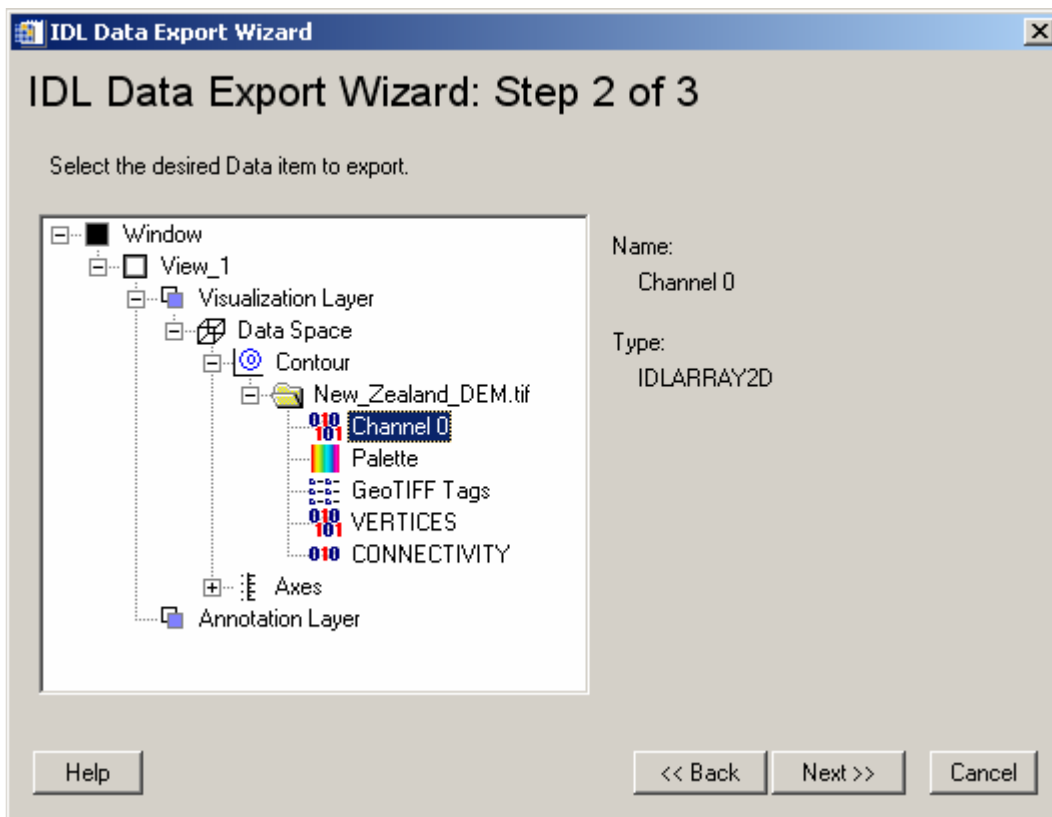 IDL Data Export Wizard
IDL Data Export Wizard: Step 2 of 3
Select the desired Data item to export.
Window
View_1
Visualization Layer
Data Space
Contour
New_Zealand_DEM.tif
Channel 0
Palette
GeoTIFF Tags
VERTICES
CONNECTIVITY
Axes
Annotation Layer
Name:
Channel 0
Type:
IDLARRAY2D
Help
<< Back
Next >>
Cancel